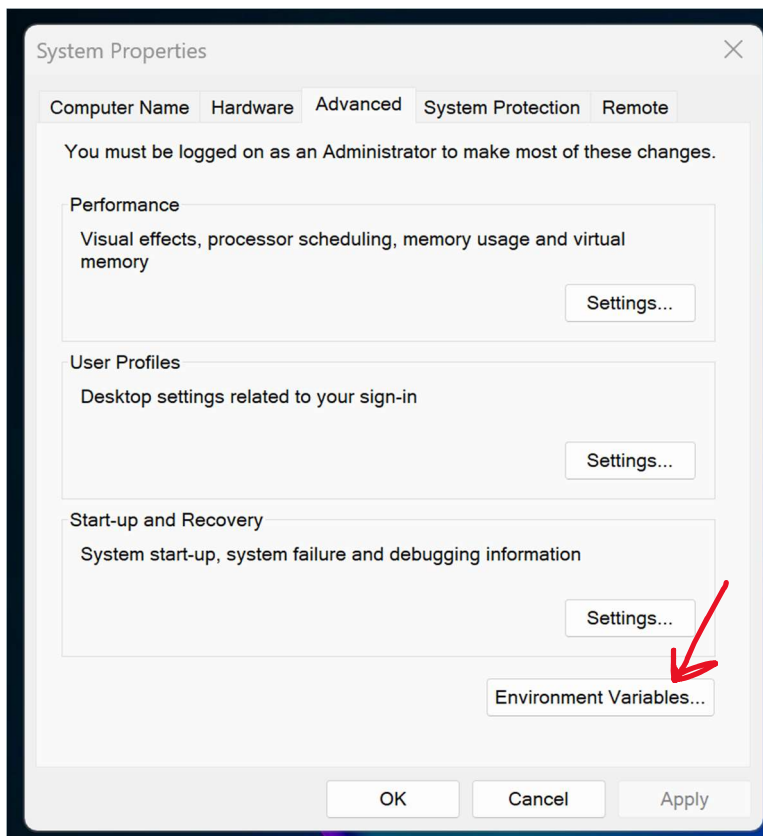 System Properties
Computer Name Hardware Advanced System Protection Remote
You must be logged on as an Administrator to make most of these changes.
Performance
Visual effects, processor scheduling, memory usage and virtual
memory
Settings...
User Profiles
Desktop settings related to your sign-in
Settings...
Start-up and Recovery
System start-up, system failure and debugging information
Settings...
Environment Variables...
OK Cancel Apply